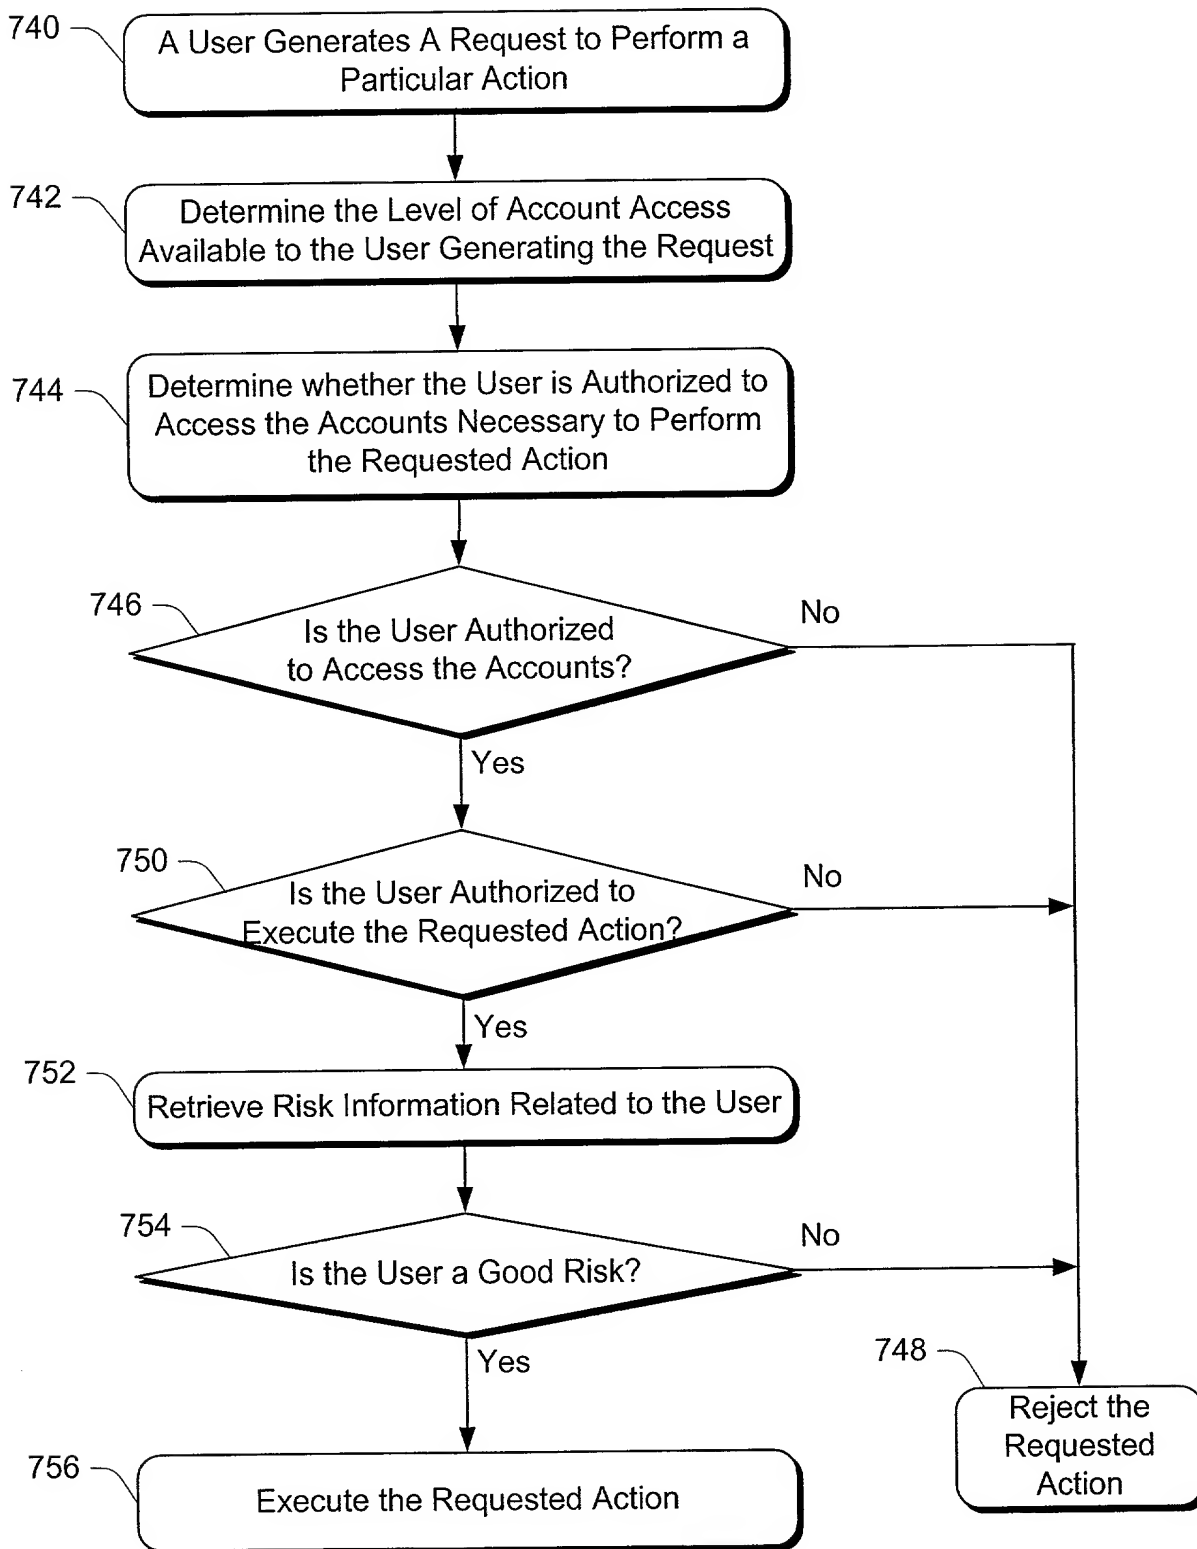 740
A User Generates A Request to Perform a
Particular Action
742
Determine the Level of Account Access
Available to the User Generating the Request
744
Determine whether the User is Authorized to
Access the Accounts Necessary to Perform
the Requested Action
746
Is the User Authorized
to Access the Accounts?
No
Yes
750
Is the User Authorized to
Execute the Requested Action?
No
Yes
752
Retrieve Risk Information Related to the User
754
Is the User a Good Risk?
No
Yes
748
Reject the
Requested
Action
756
Execute the Requested Action